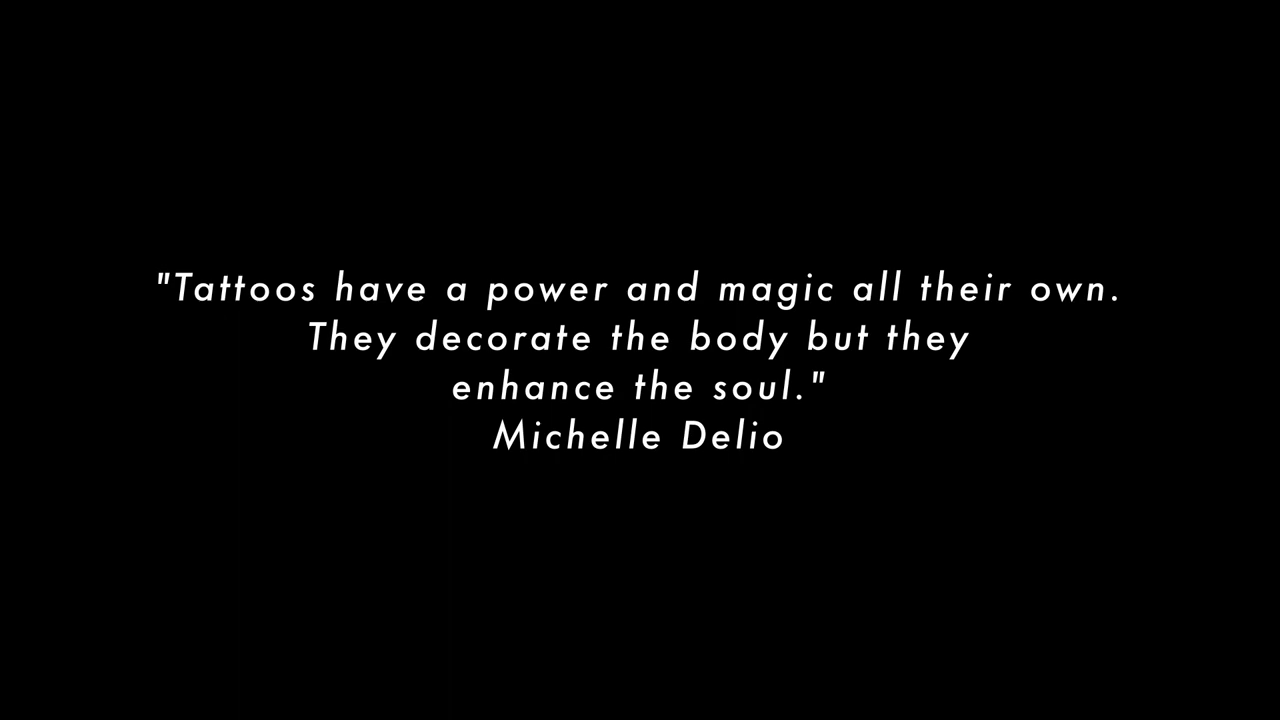 "Tattoos have a power and magic all their own.
They decorate the body but they
enhance the soul."
Michelle Delio